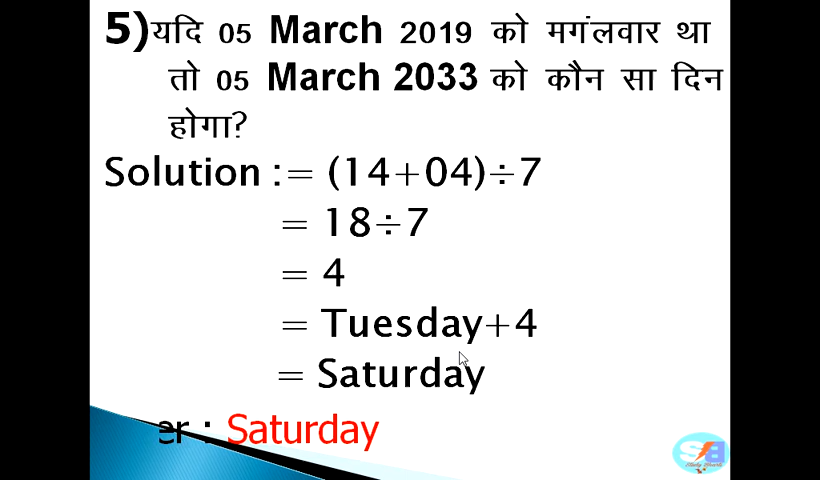 5)यदि 05 March 2019 को मगंलवार था
तो 05 March 2033 को कौन सा दिन
होगा?
Solution := (14+04)÷7
= 18÷7
= 4
= Tuesday+4
= Saturday
er : Saturday